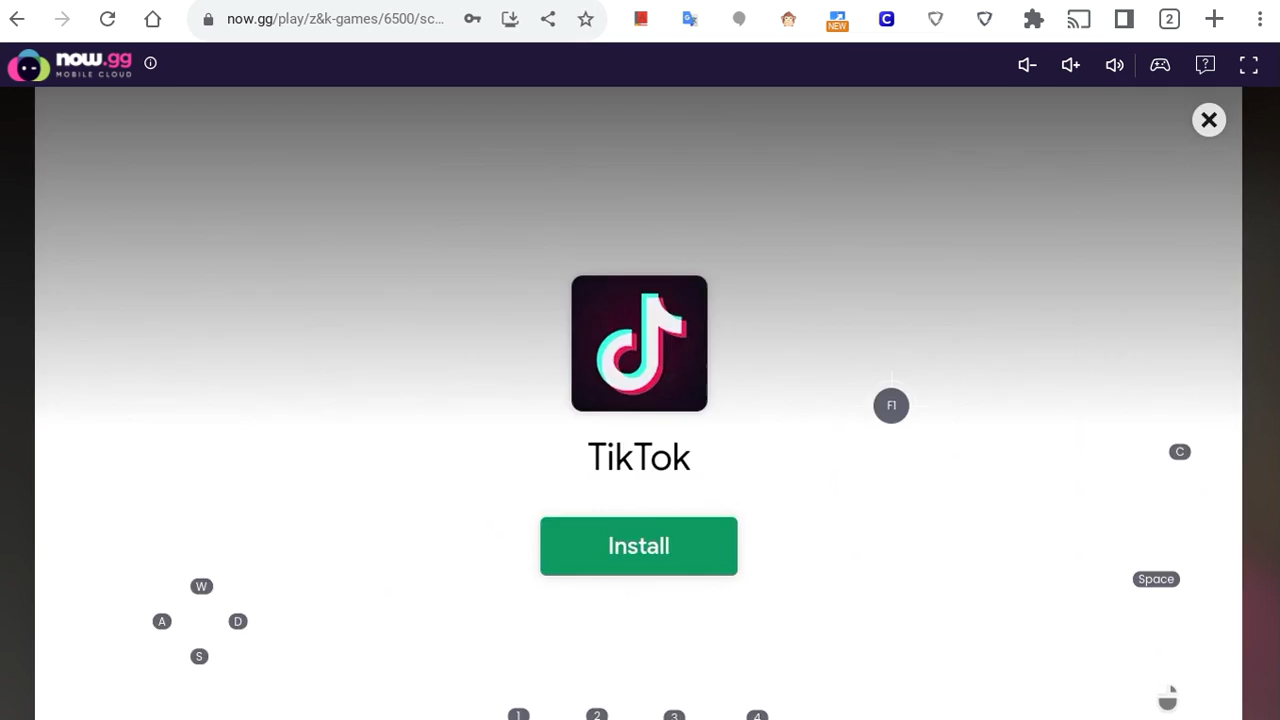 now.gg/play/z&k-games/6500/sc...
NEW
C
2
now.gg
MOBILE CLOUD
?
F1
TikTok
C
Install
Space
W
A
D
S
1
2
3
4